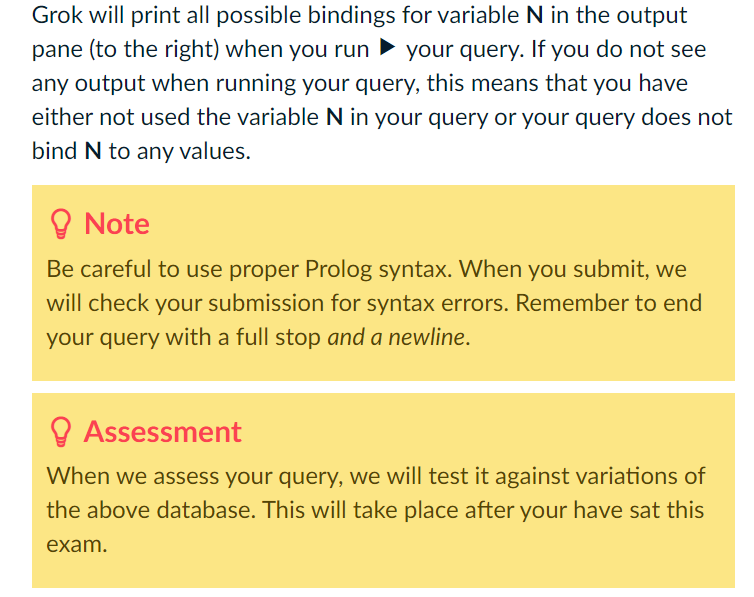 Grok will print all possible bindings for variable N in the output
pane (to the right) when you run ▶ your query. If you do not see
any output when running your query, this means that you have
either not used the variable N in your query or your query does not
bind N to any values.
Note
Be careful to use proper Prolog syntax. When you submit, we
will check your submission for syntax errors. Remember to end
your query with a full stop and a newline.
Assessment
When we assess your query, we will test it against variations of
the above database. This will take place after your have sat this
exam.